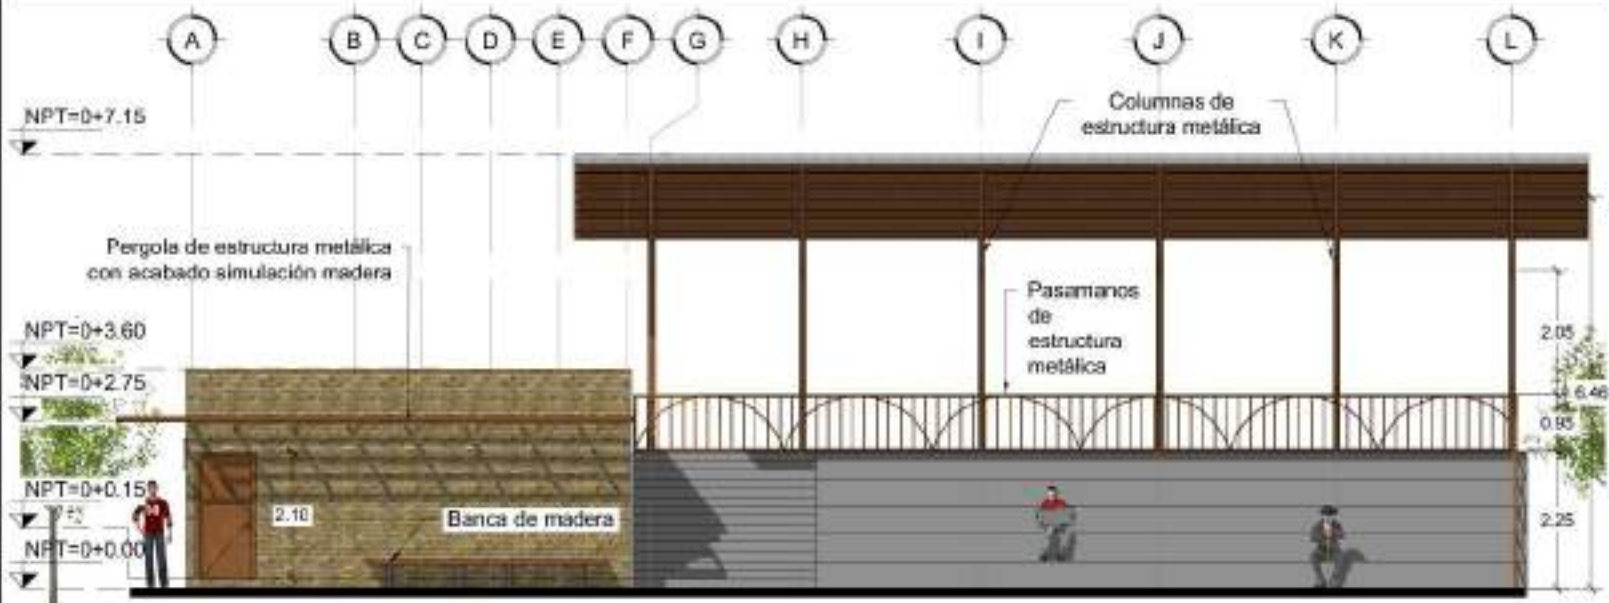 A B C D E F G H I J K L
NPT=0+7.15
Columnas de
estructura metálica
Pergola de estructura metálica
con acabado simulación madera
Pasamanos
de
estructura
metálica
NPT=0+3.60
2.05
NPT=0+2.75
6.46
0.95
NPT=0+0.15
2.10
Banca de madera
2.25
NPT=0+0.00